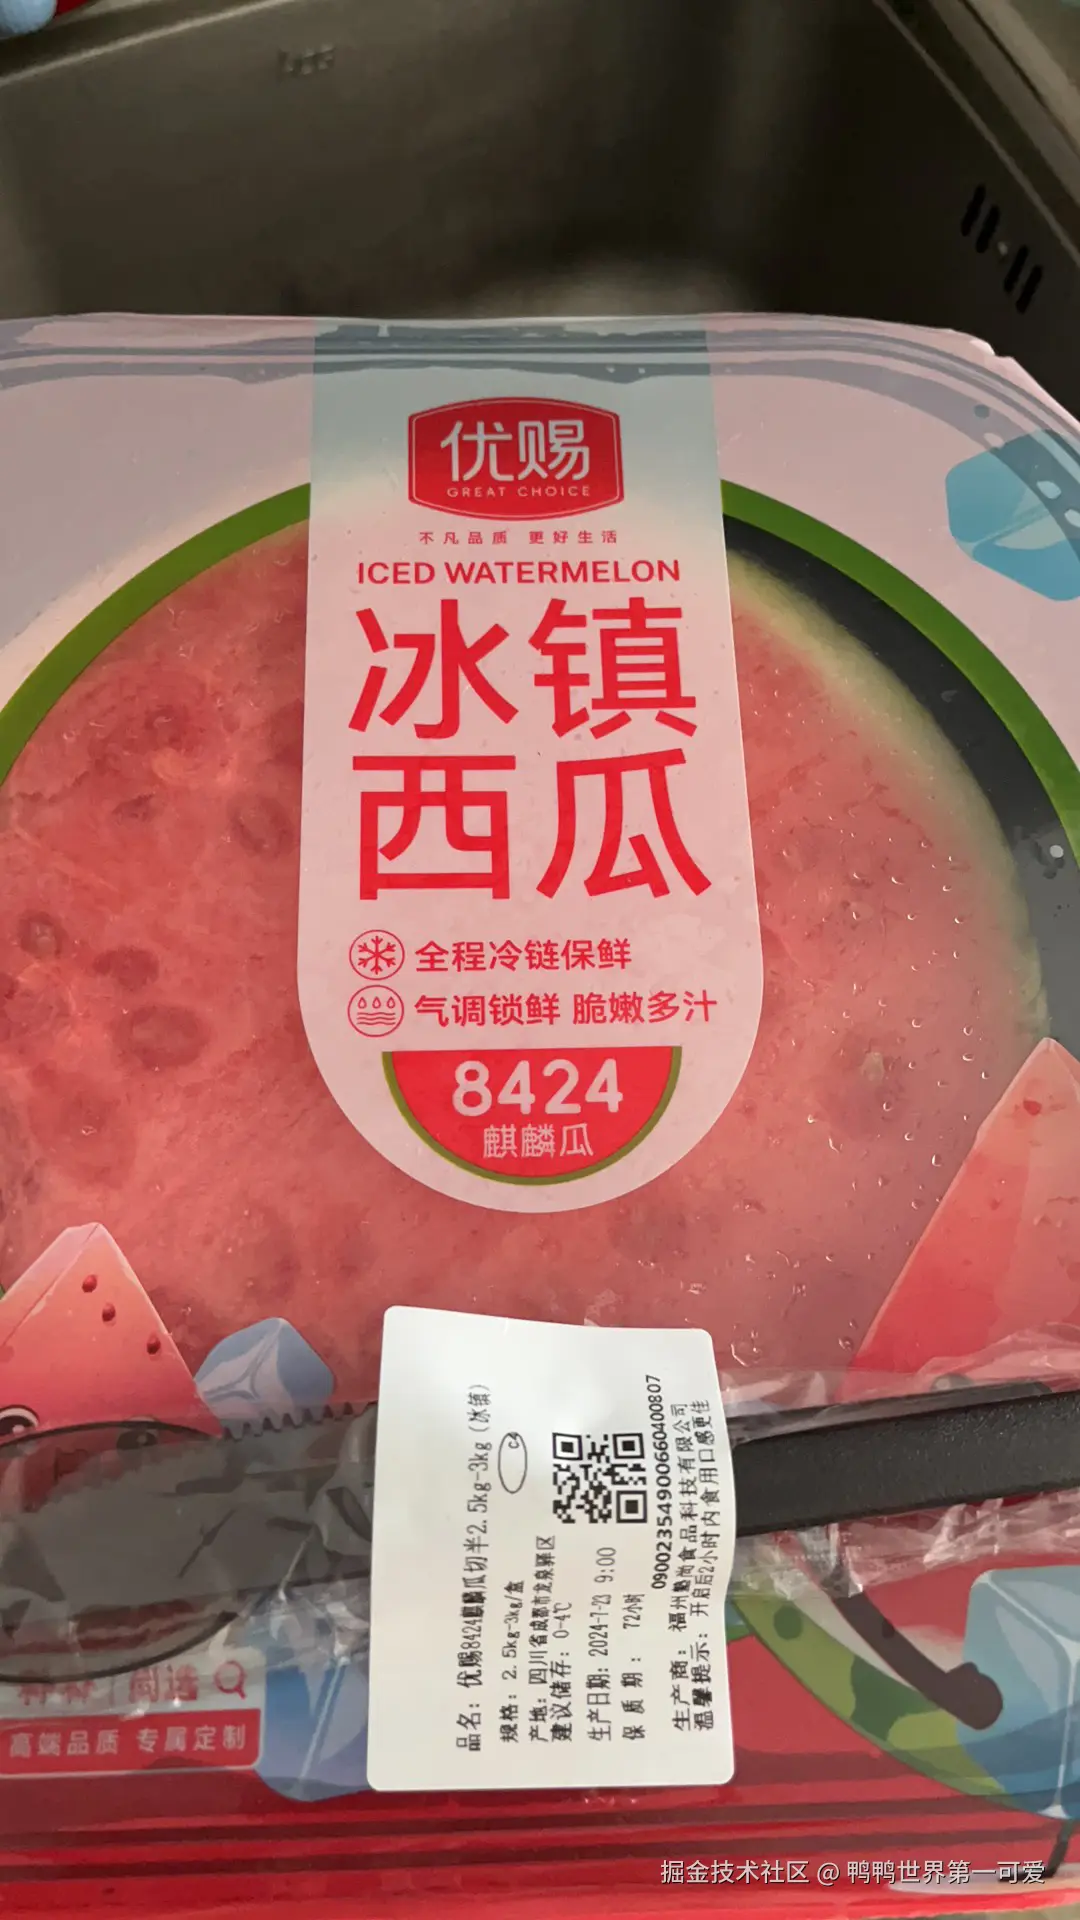 优赐
GREAT CHOICE
不凡品质 更好生活
ICED WATERMELON
冰镇
西瓜
全程冷链保鲜
气调锁鲜 脆嫩多汁
8424
麒麟瓜
品名：优赐8424麒麟瓜切半2.5kg-3kg（冰镇）
规格：2.5kg-3kg/盒
C4
产地：四川省成都市龙泉驿区
建议储存：0-4℃
生产日期：2024-7-23 9:00
保质期：72小时
0900235490066040807
生产商：福州魅尚食品科技有限公司
温馨提示：开启后2小时内食用口感更佳
高端品质 专属定制
掘金技术社区 @ 鸭鸭世界第一可爱